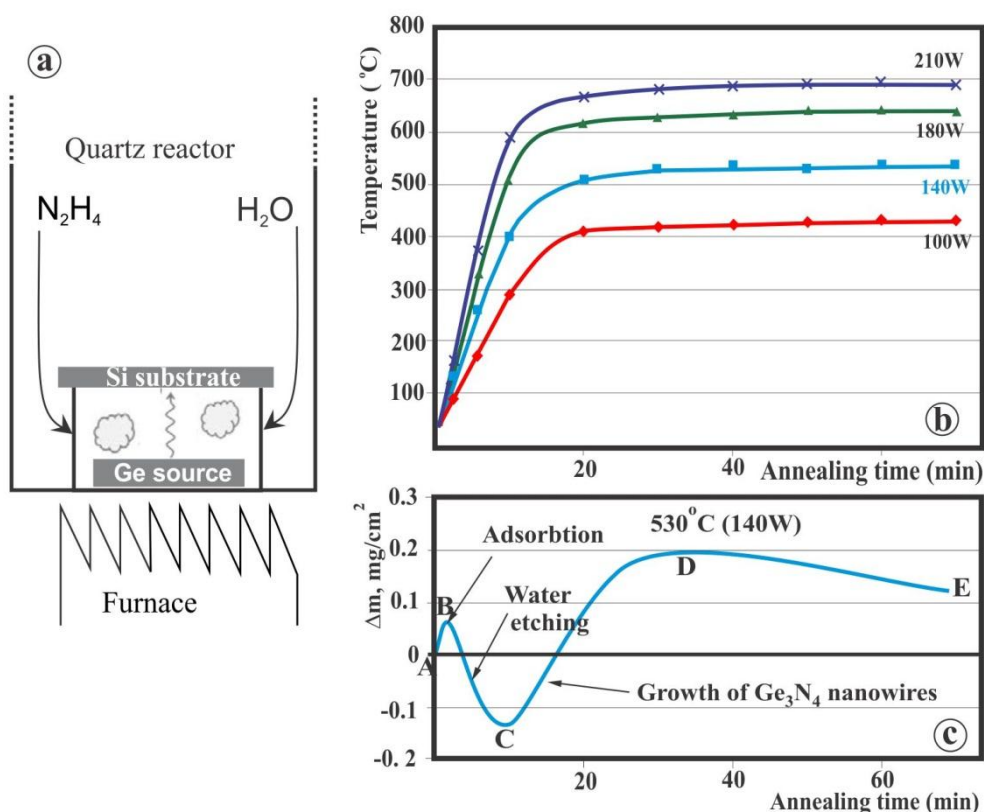 a
Quartz reactor
N₂H₄
H₂O
Si substrate
Ge source
Furnace
800
700
600
500
400
300
200
100
Temperature ( °C)
210W
180W
140W
100W
b
20
40
Annealing time (min)
0.3
0.2
0.1
0
-0.1
-0. 2
Δm, mg/cm²
530°C (140W)
Adsorbtion
Water
etching
Growth of Ge₃N₄ nanowires
A
B
C
D
E
c
20
40
60
Annealing time (min)